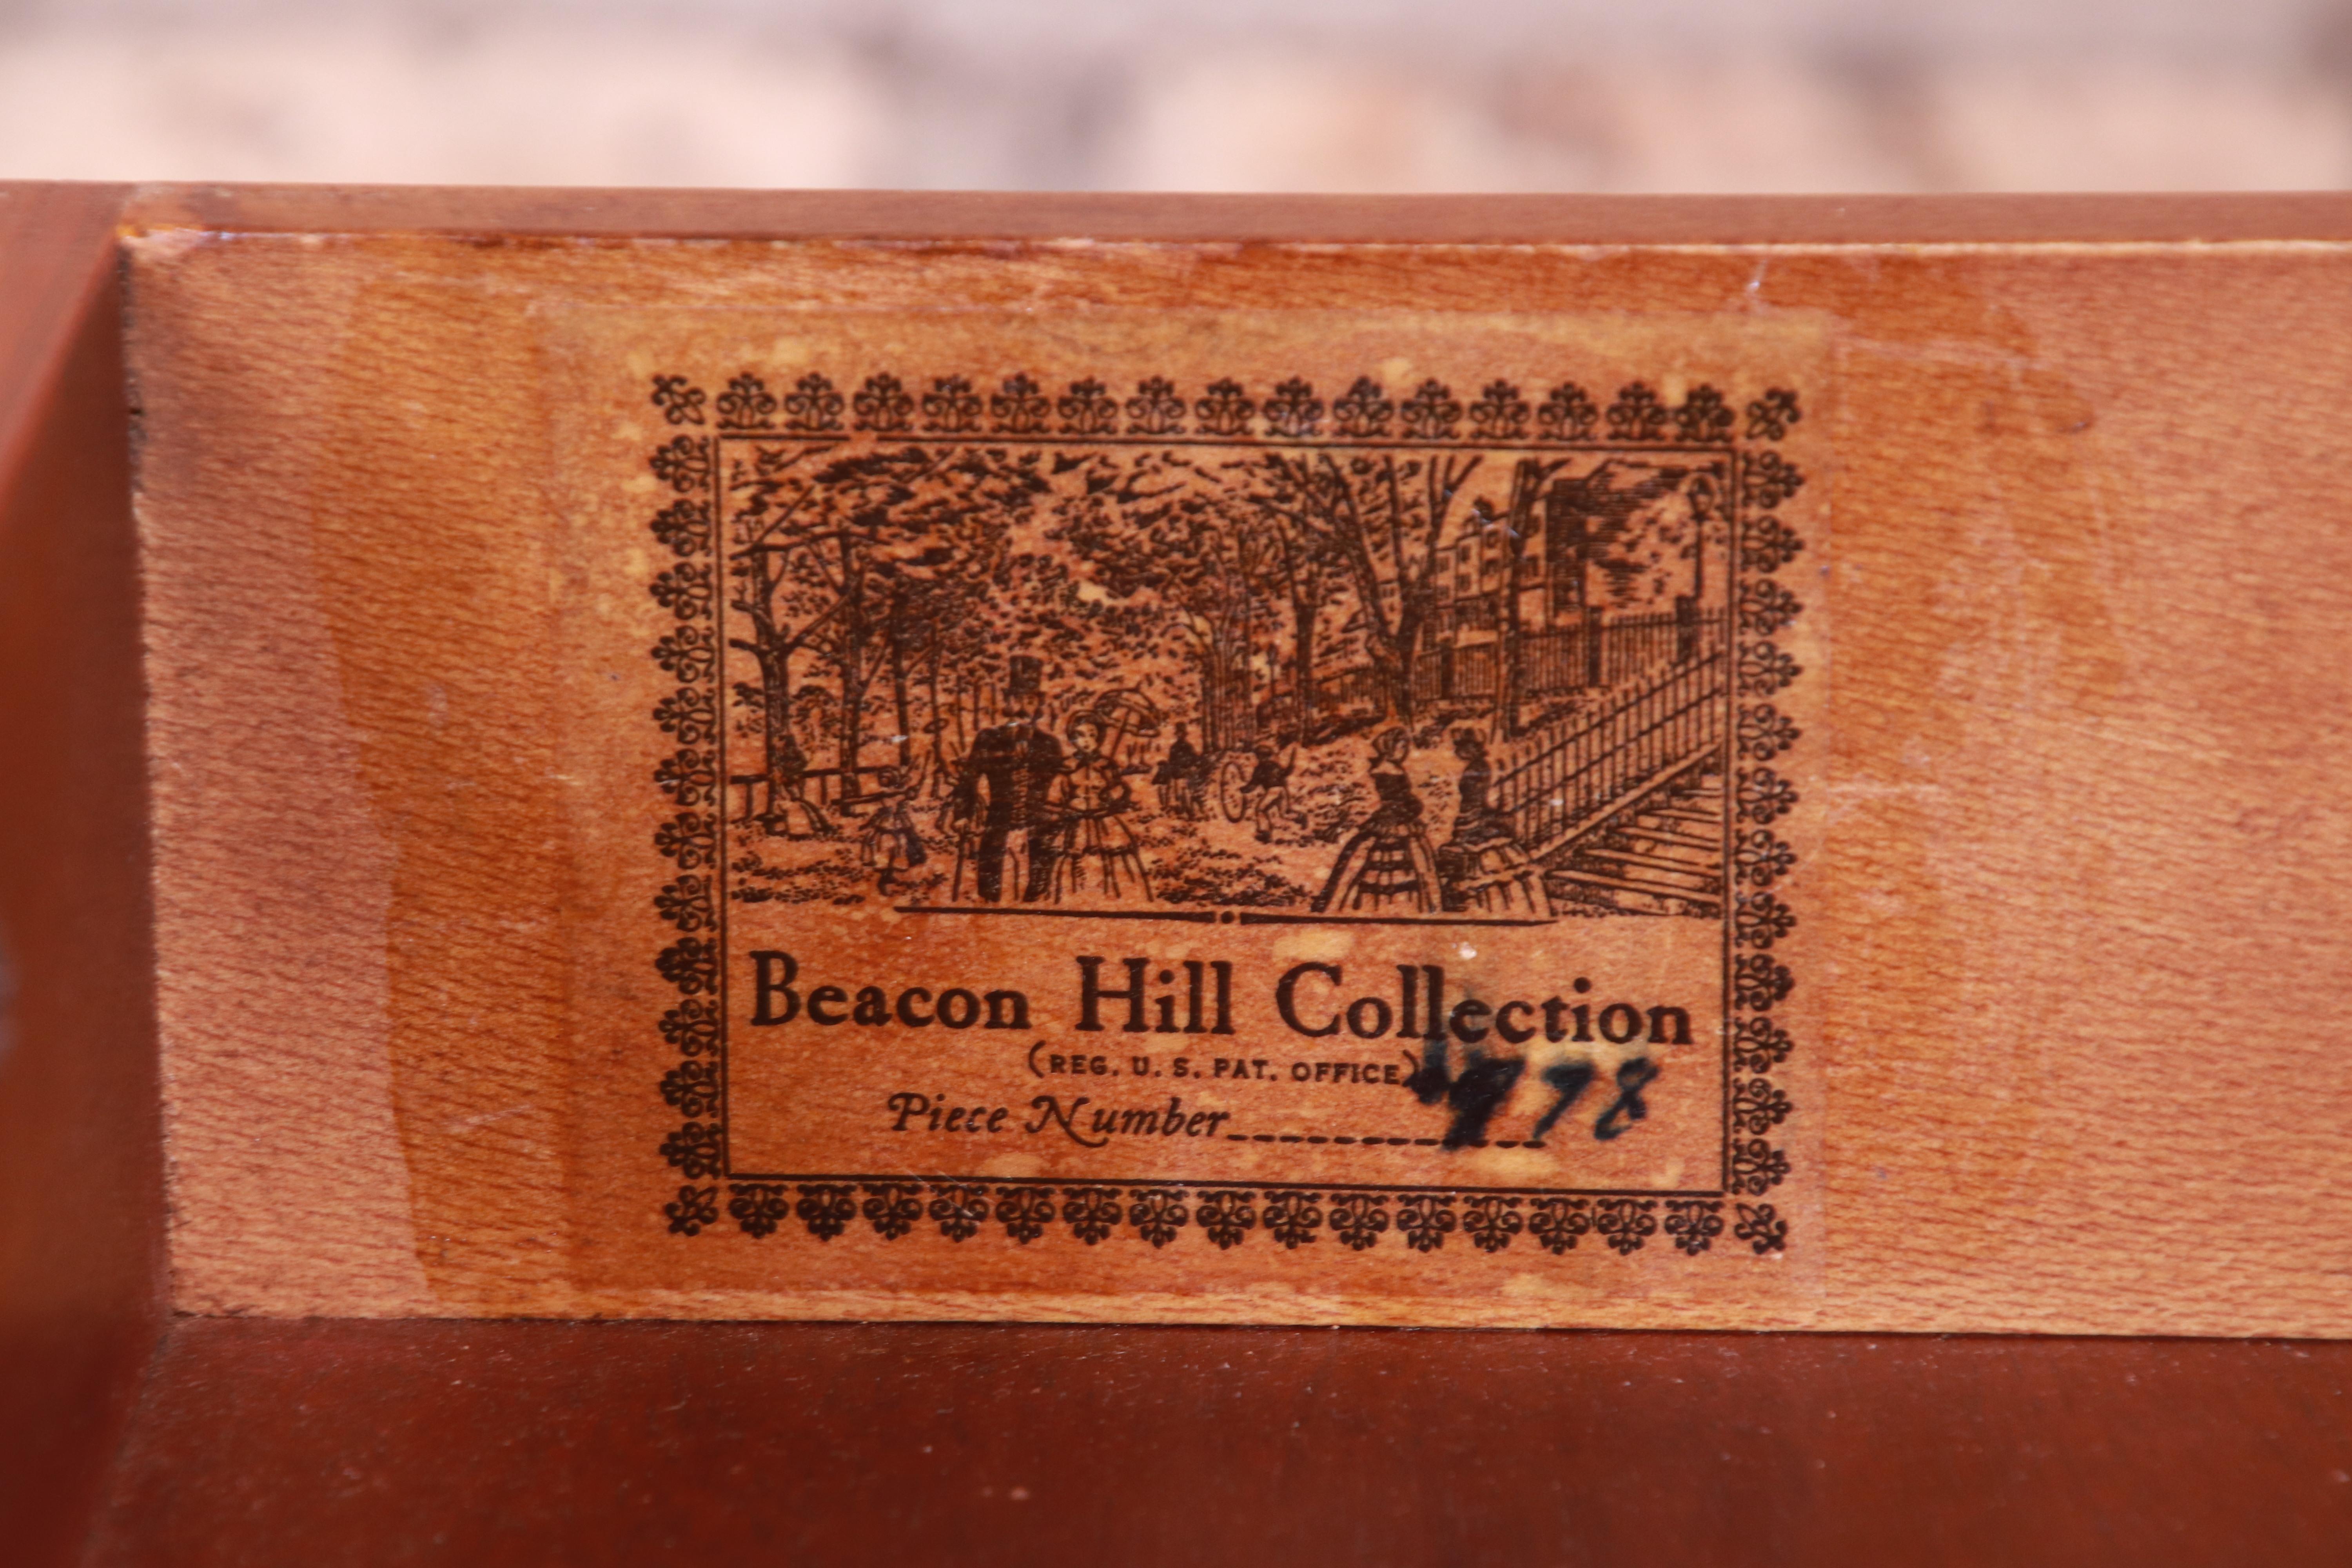 Beacon Hill Collection
(REG. U. S. PAT. OFFICE)
Piece Number